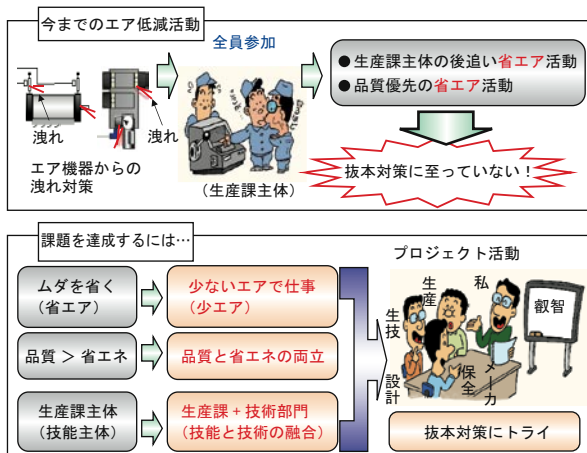 今までのエア低減活動
全員参加
洩れ
洩れ
エア機器からの
洩れ対策
(生産課主体)
●生産課主体の後追い省エア活動
●品質優先の省エア活動
抜本対策に至っていない!
課題を達成するには…
ムダを省く
(省エア)
少ないエアで仕事
(少エア)
品質 > 省エネ
品質と省エネの両立
生産課主体
(技能主体)
生産課+技術部門
(技能と技術の融合)
プロジェクト活動
生技
生産
私
設計
保全
メーカ
叡智
抜本対策にトライ